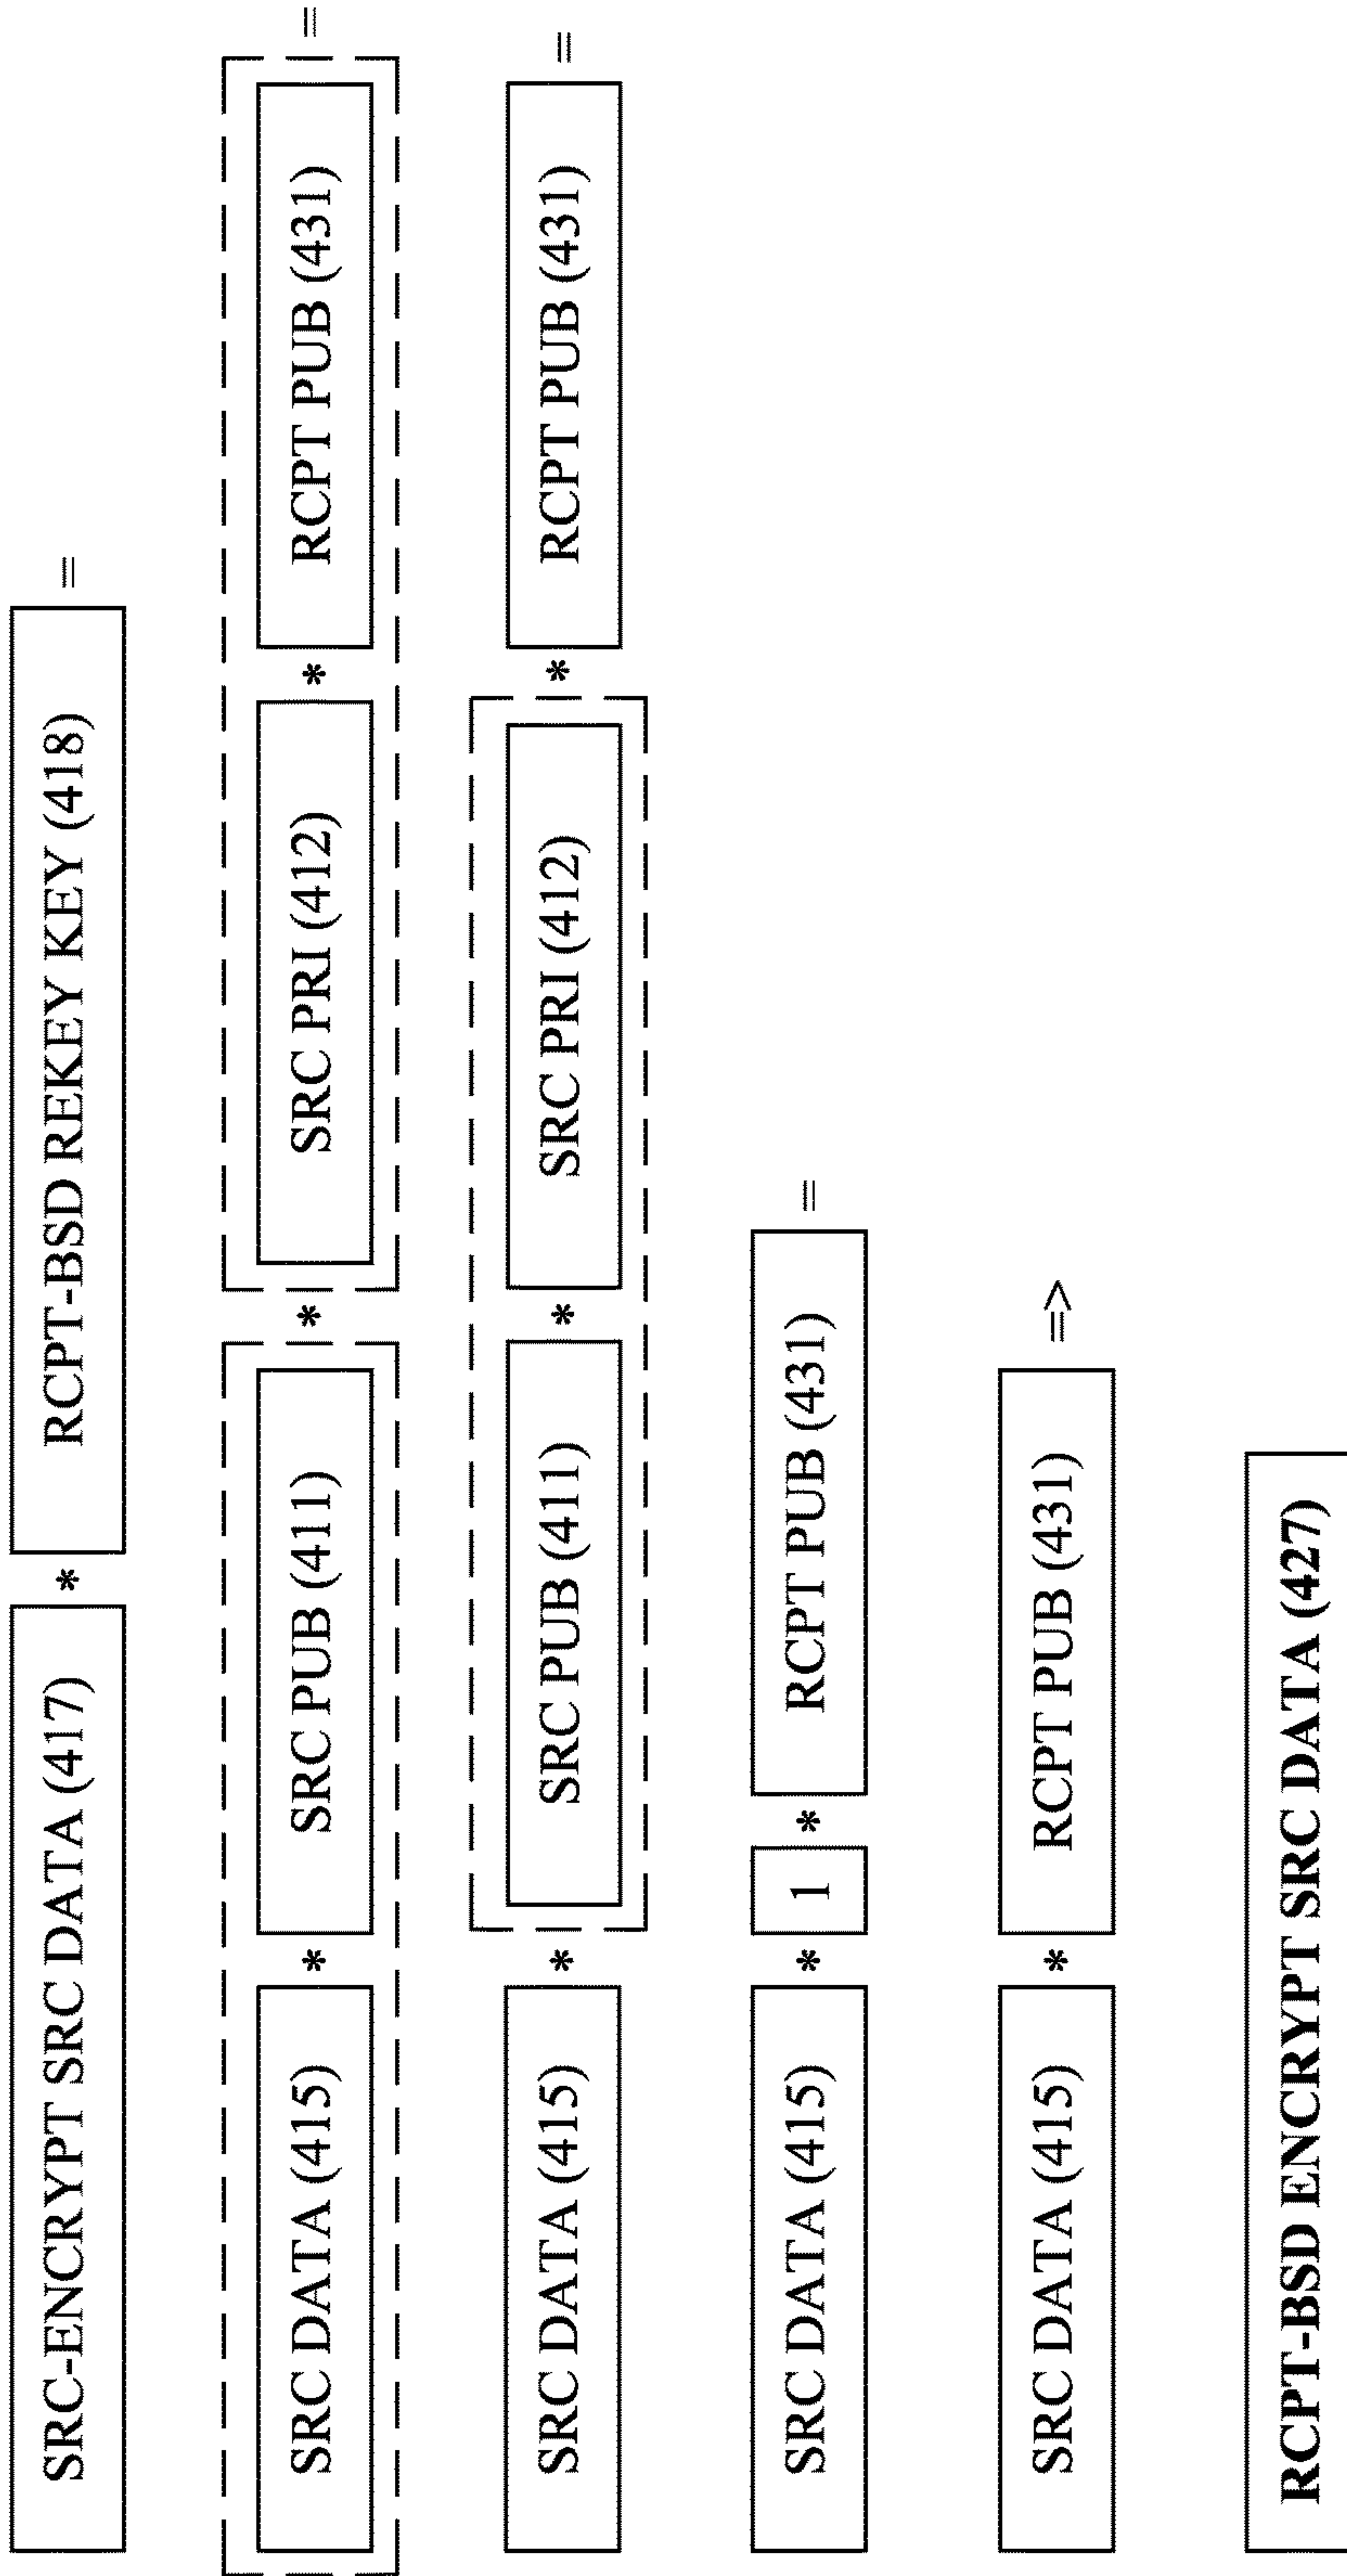 SRC-ENCRYPT SRC DATA (417) * RCPT-BSD REKEY KEY (418) =
SRC DATA (415) * SRC PUB (411) * SRC PRI (412) * RCPT PUB (431) =
SRC DATA (415) * SRC PUB (411) * SRC PRI (412) * RCPT PUB (431) =
SRC DATA (415) * 1 * RCPT PUB (431) =
SRC DATA (415) * RCPT PUB (431) =>
RCPT-BSD ENCRYPT SRC DATA (427)